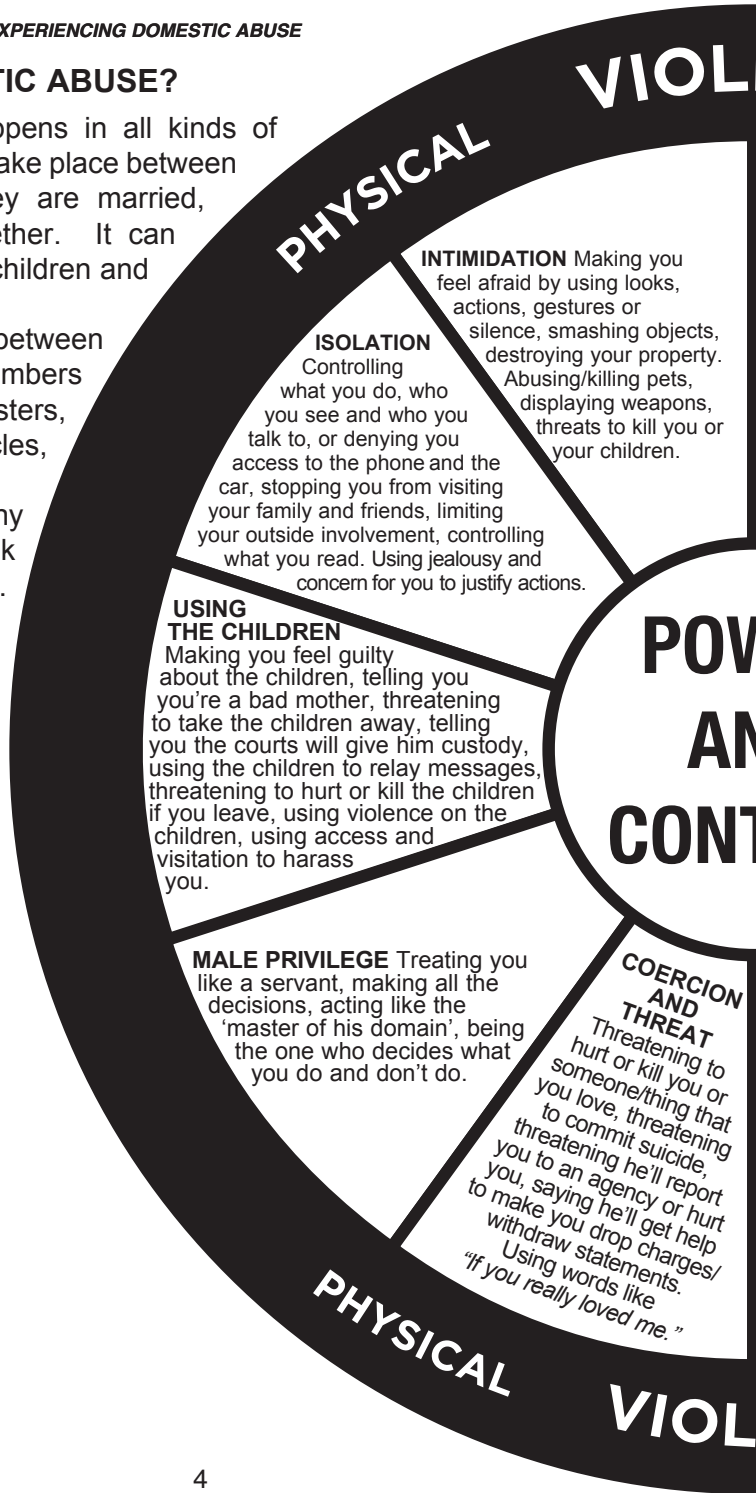 XPERIENCING DOMESTIC ABUSE
TIC ABUSE?
ppens in all kinds of
ake place between
ey are married,
ether. It can
children and
between
mbers
sters,
cles,
ny
k
.
PHYSICAL VIOL
INTIMIDATION Making you
feel afraid by using looks,
actions, gestures or
silence, smashing objects,
destroying your property.
Abusing/killing pets,
displaying weapons,
threats to kill you or
your children.
ISOLATION
Controlling
what you do, who
you see and who you
talk to, or denying you
access to the phone and the
car, stopping you from visiting
your family and friends, limiting
your outside involvement, controlling
what you read. Using jealousy and
concern for you to justify actions.
USING
THE CHILDREN
Making you feel guilty
about the children, telling you
you're a bad mother, threatening
to take the children away, telling
you the courts will give him custody,
using the children to relay messages,
threatening to hurt or kill the children
if you leave, using violence on the
children, using access and
visitation to harass
you.
POW
AN
CONT
MALE PRIVILEGE Treating you
like a servant, making all the
decisions, acting like the
‘master of his domain’, being
the one who decides what
you do and don't do.
COERCION
AND
THREAT
Threatening to
hurt or kill you or
someone/thing that
you love, threatening
to commit suicide,
threatening he'll report
you to an agency or hurt
you, saying he'll get help
to make you drop charges/
withdraw statements.
Using words like
“If you really loved me.”
PHYSICAL VIOL
4